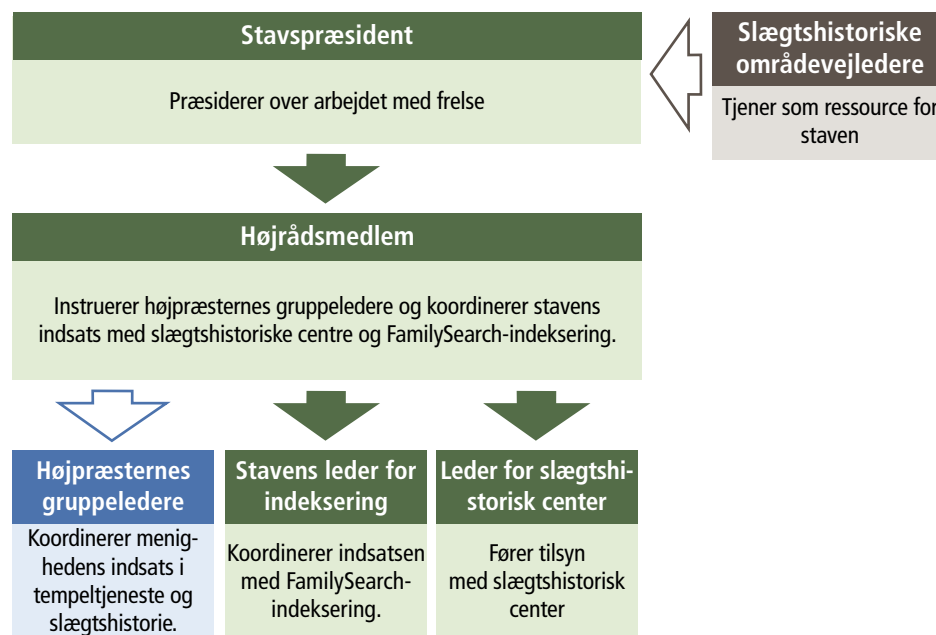 Stavspræsident
Præsiderer over arbejdet med frelse
Slægtshistoriske
områdevejledere
Tjener som ressource for
staven
Højrådsmedlem
Instruerer højpræsternes gruppeledere og koordinerer stavens
indsats med slægtshistoriske centre og FamilySearch-indeksering.
Højpræsternes
gruppeledere
Koordinerer menig-
hedens indsats i
tempeltjeneste og
slægtshistorie.
Stavens leder for
indeksering
Koordinerer indsatsen
med FamilySearch-
indeksering.
Leder for slægtshi-
storisk center
Fører tilsyn
med slægtshistorisk
center